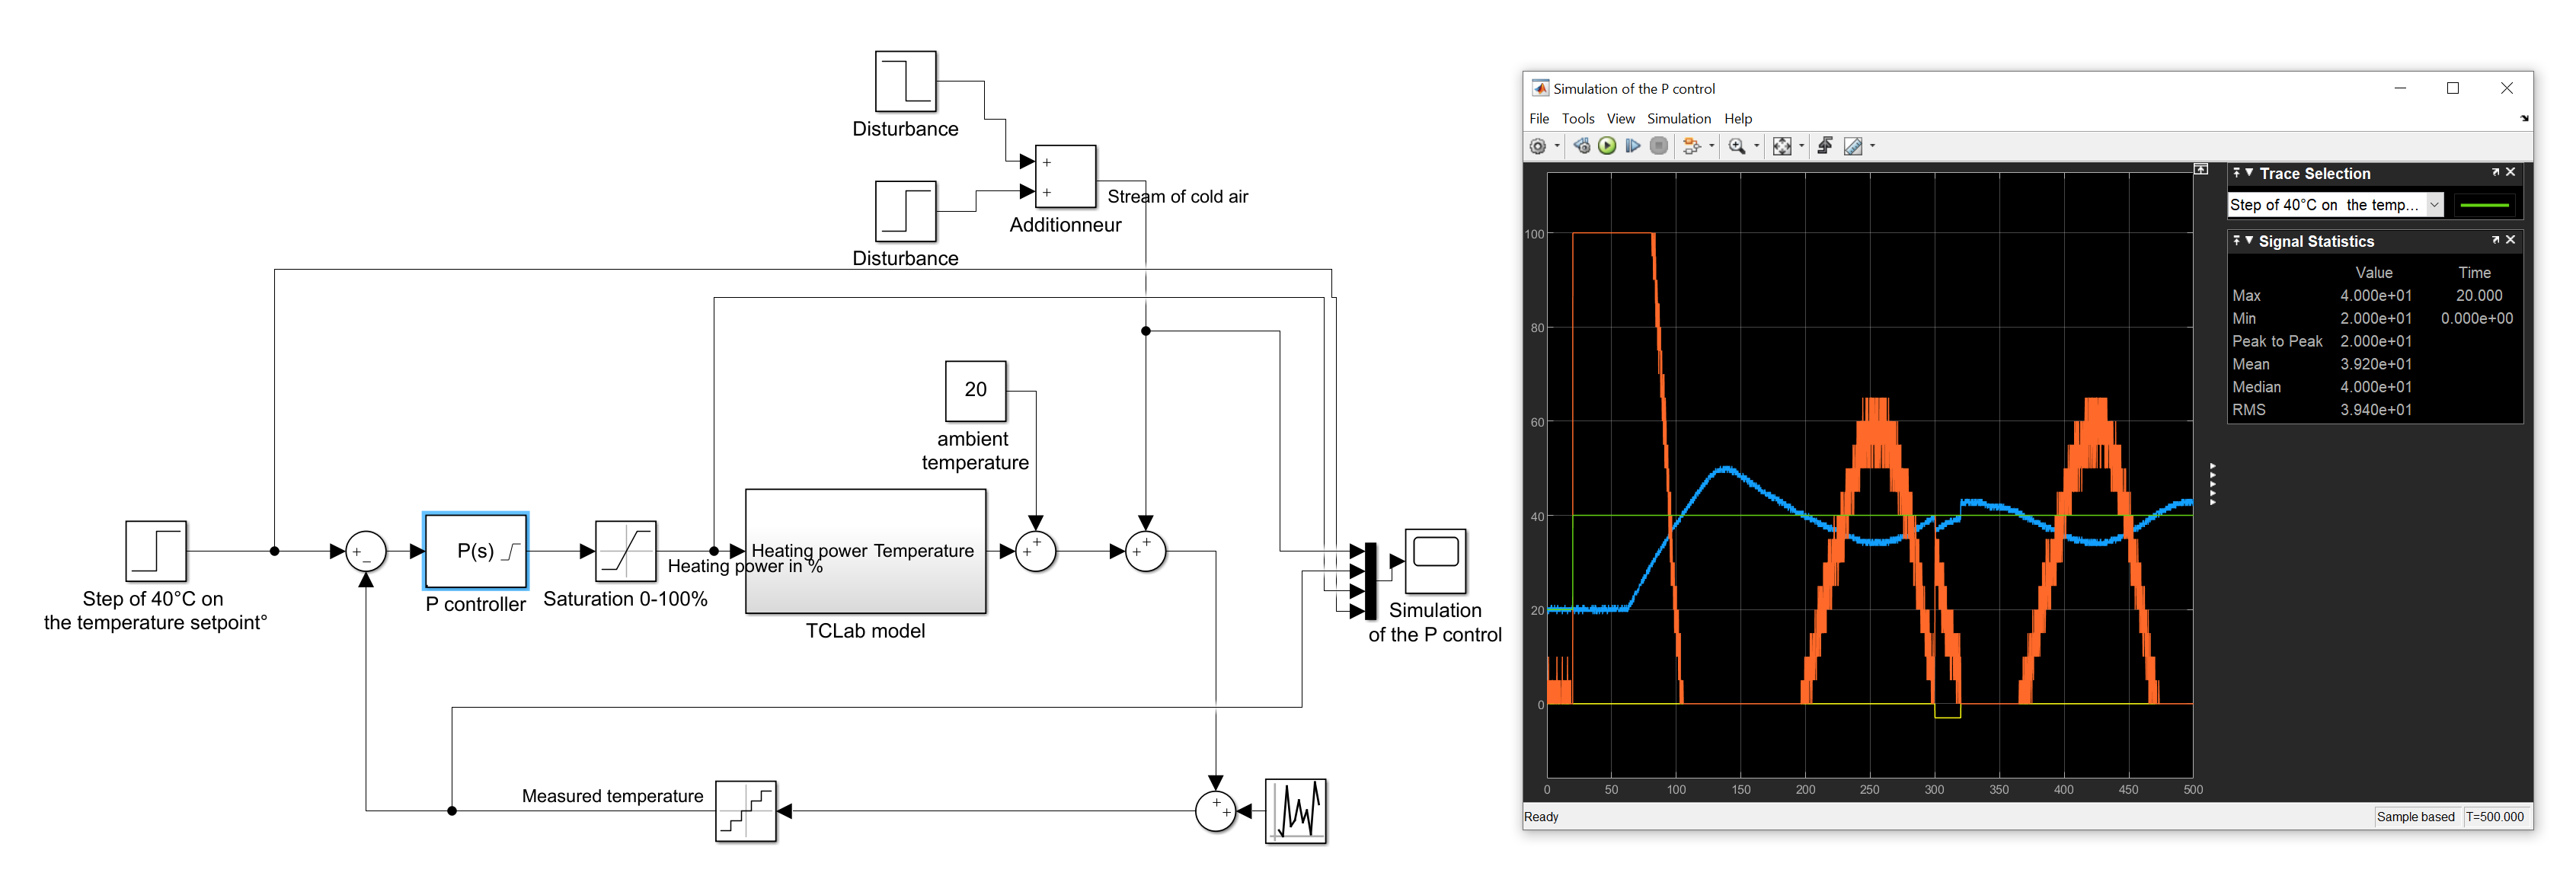 Disturbance
+
+
Stream of cold air
Additionneur
Disturbance
20
ambient
temperature
Step of 40°C on
the temperature setpoint°
+
−
P(s)
P controller
Saturation 0-100%
Heating power Temperature
Heating power in %
TCLab model
+
+
+
+
Simulation
of the P control
Measured temperature
+
+
Simulation of the P control
File Tools View Simulation Help
100
80
60
40
20
0
0 50 100 150 200 250 300 350 400 450 500
Trace Selection
Step of 40°C on the temp...
Signal Statistics
Value Time
Max 4.000e+01 20.000
Min 2.000e+01 0.000e+00
Peak to Peak 2.000e+01
Mean 3.920e+01
Median 4.000e+01
RMS 3.940e+01
Ready
Sample based T=500.000